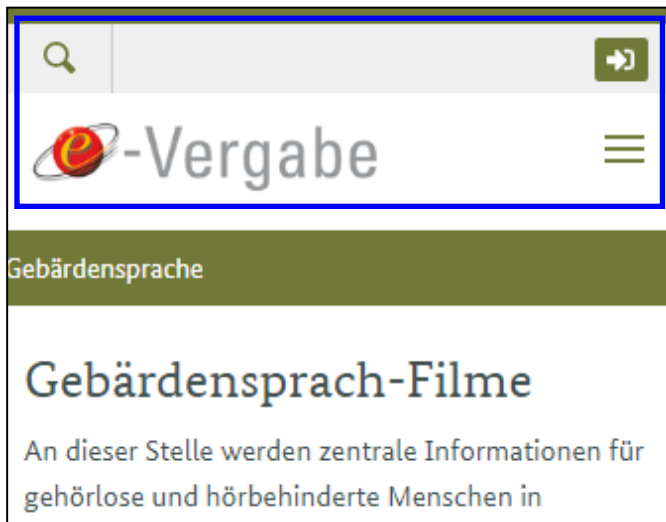 e-Vergabe
Gebärdensprache
Gebärdensprach-Filme
An dieser Stelle werden zentrale Informationen für
gehörlose und hörbehinderte Menschen in